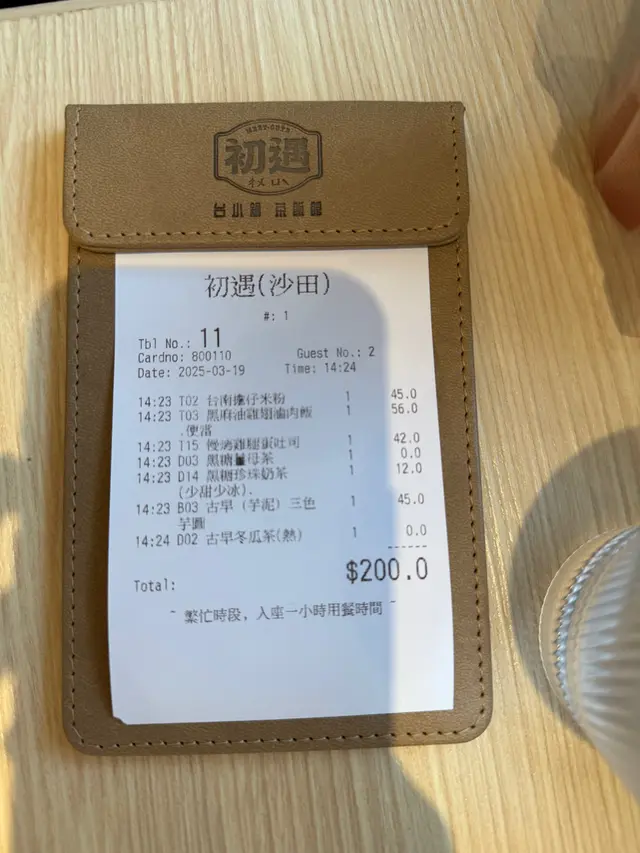 初遇
台小館 茶飯麵
初遇(沙田)
#: 1
Tbl No.: 11
Cardno: 800110 Guest No.: 2
Date: 2025-03-19 Time: 14:24
14:23 T02 台南擔仔米粉 1 45.0
14:23 T03 黑麻油雞翅滷肉飯 1 56.0
.便當
14:23 I15 慢滴雞腿蛋吐司 1 42.0
14:23 D03 黑糖 母茶 1 0.0
14:23 D14 黑糖珍珠奶茶 1 12.0
(少甜少冰).
14:23 B03 古早（芋泥）三色 1 45.0
芋圓
14:24 D02 古早冬瓜茶(熱) 1 0.0
------
Total: $200.0
~ 繁忙時段，入座一小時用餐時間 ~